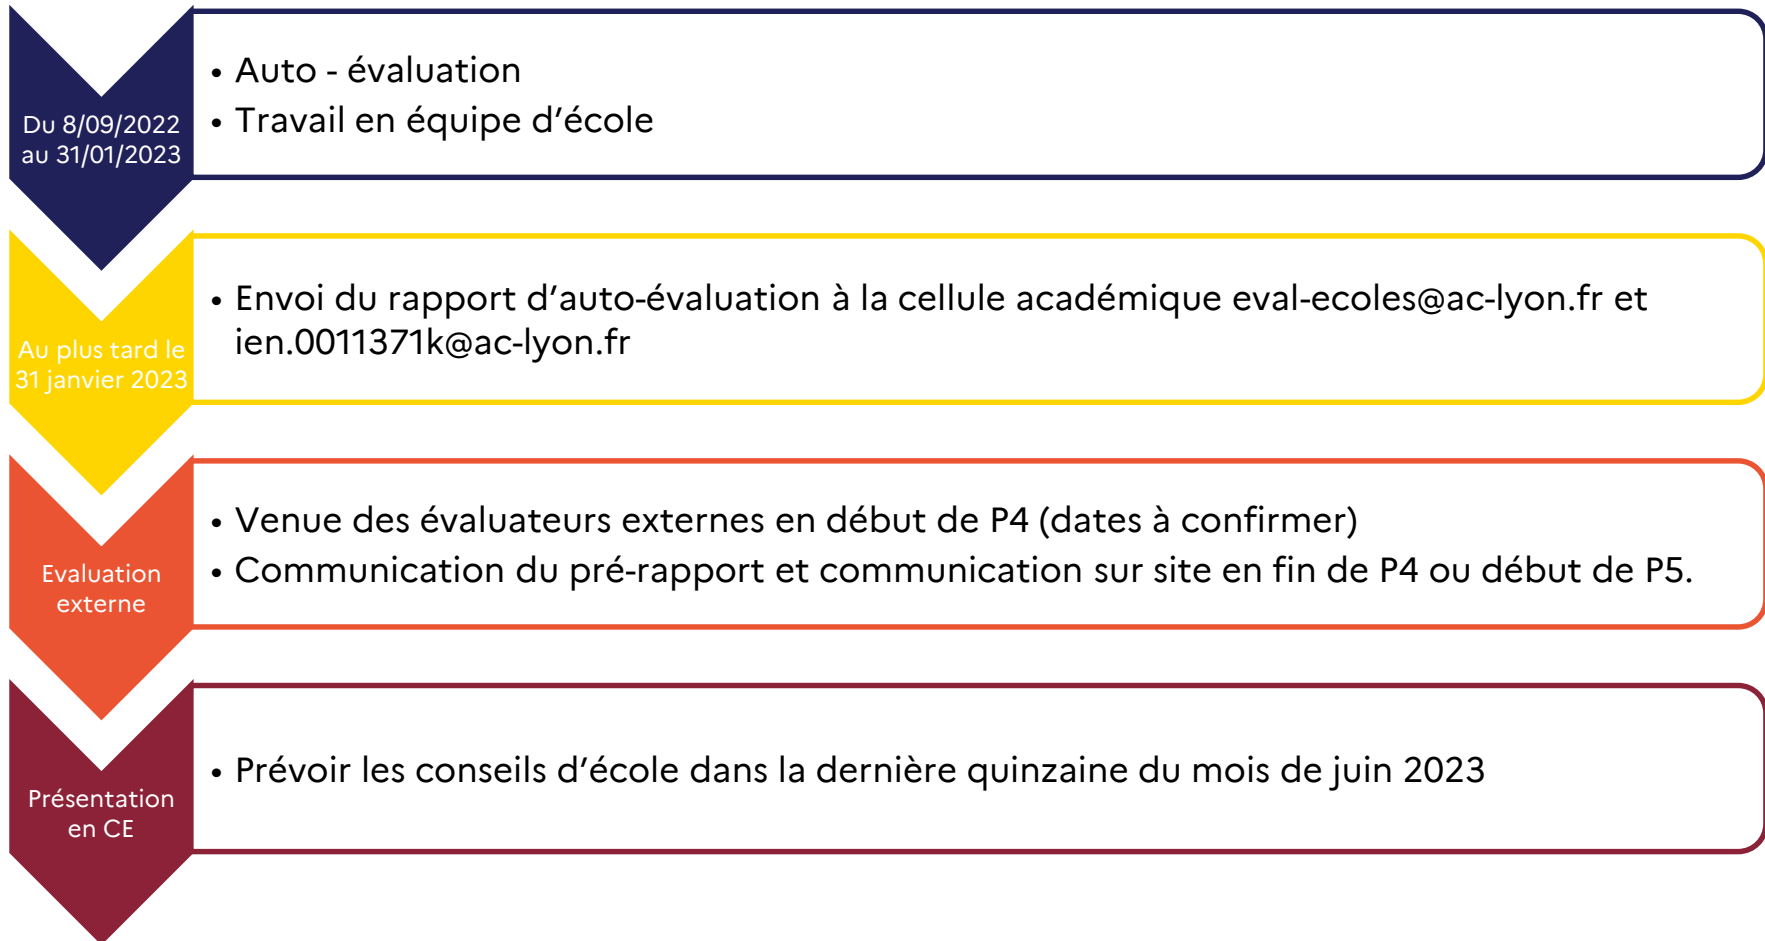 Du 8/09/2022
au 31/01/2023
• Auto - évaluation
• Travail en équipe d’école
Au plus tard le
31 janvier 2023
• Envoi du rapport d’auto-évaluation à la cellule académique eval-ecoles@ac-lyon.fr et
ien.0011371k@ac-lyon.fr
Evaluation
externe
• Venue des évaluateurs externes en début de P4 (dates à confirmer)
• Communication du pré-rapport et communication sur site en fin de P4 ou début de P5.
Présentation
en CE
• Prévoir les conseils d’école dans la dernière quinzaine du mois de juin 2023